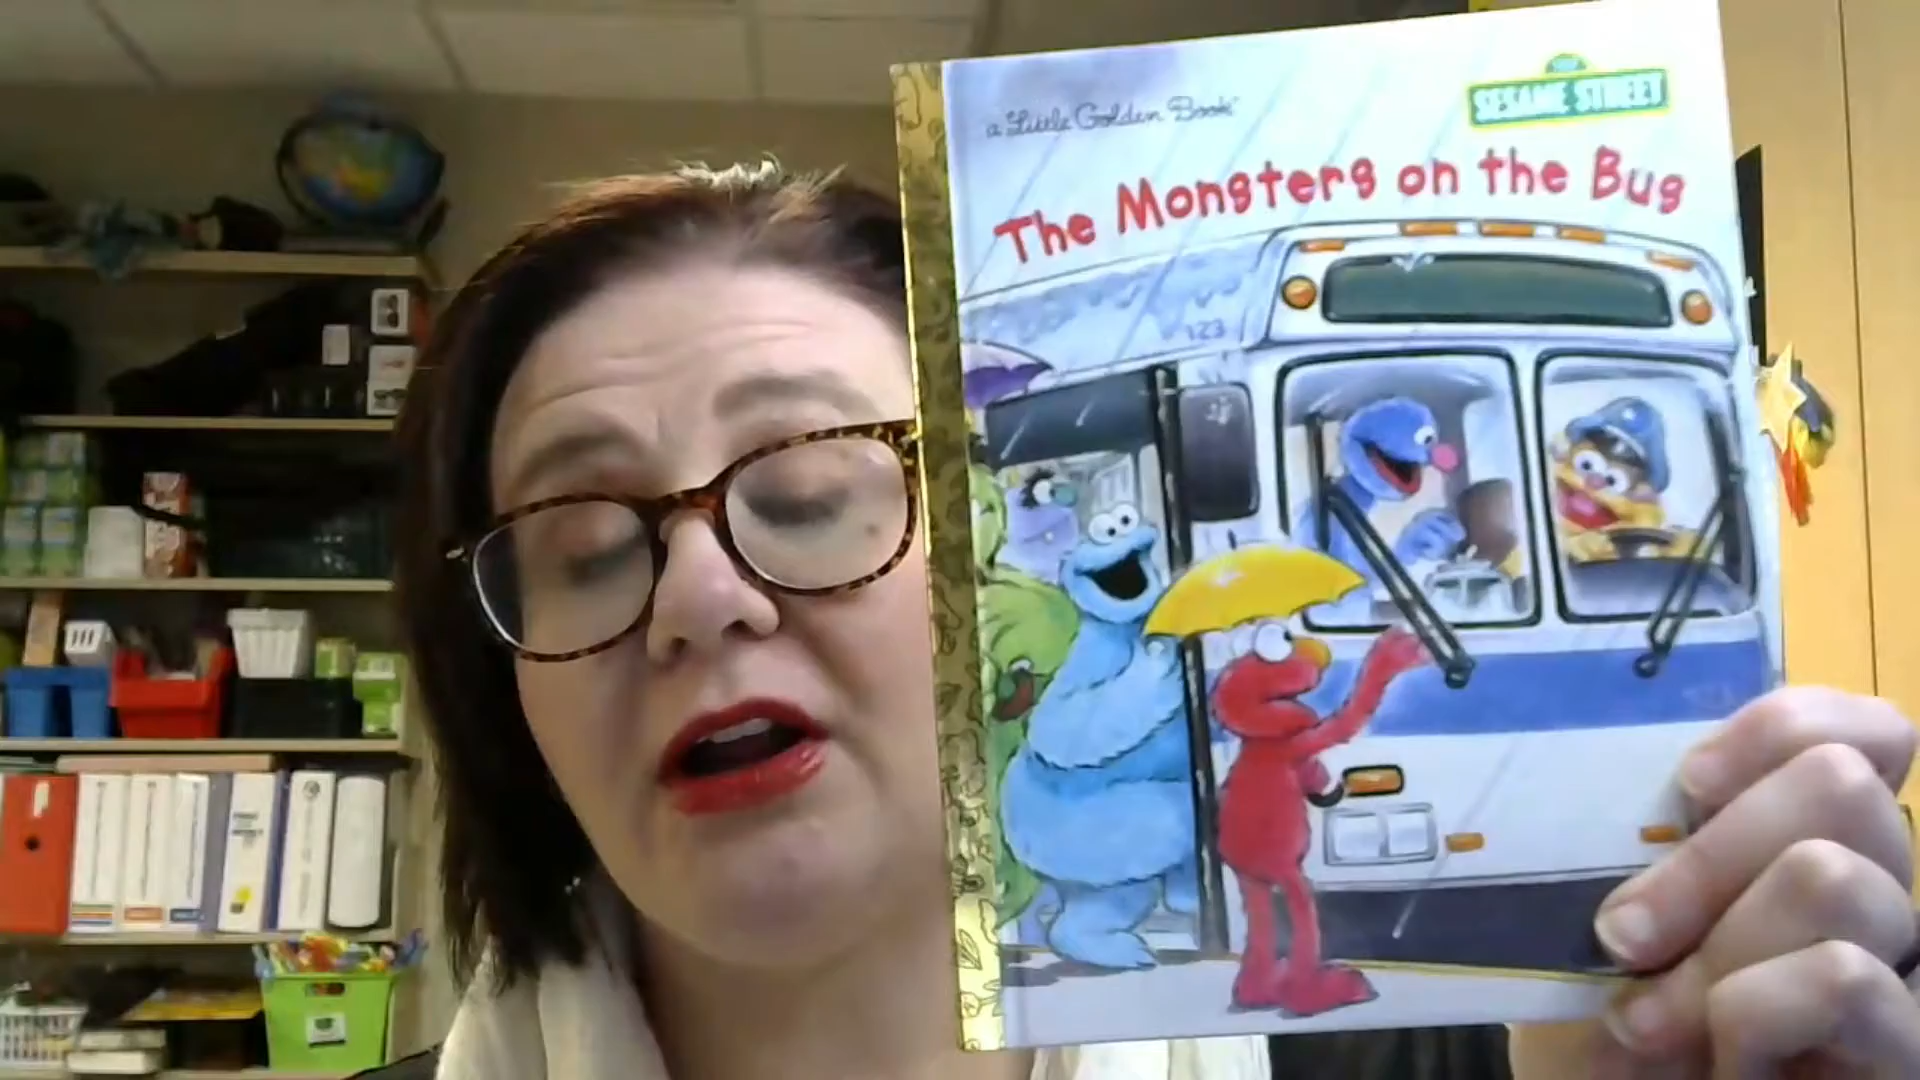 a Little Golden Book
SESAME STREET
The Monsters on the Bus
123